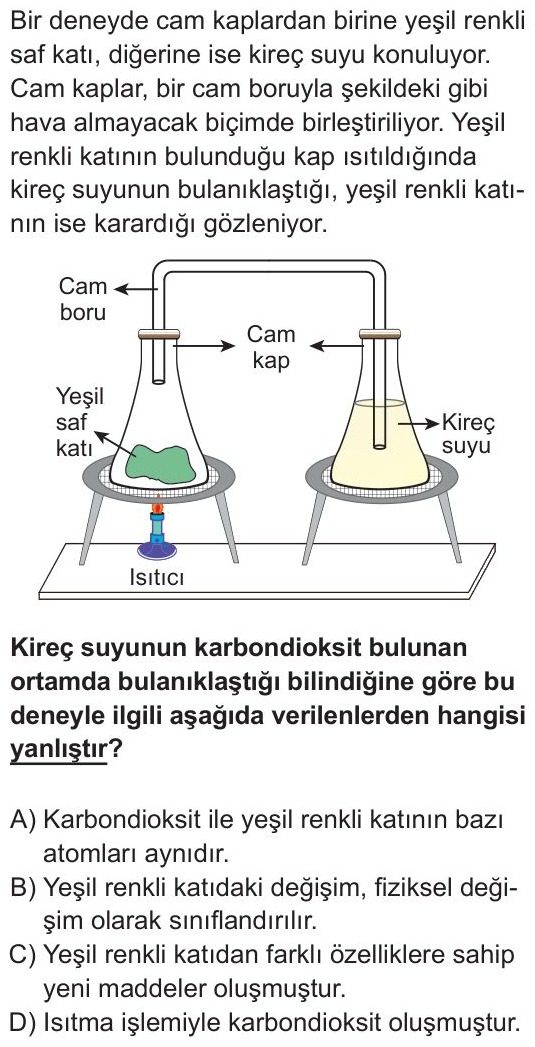 Bir deneyde cam kaplardan birine yeşil renkli
saf katı, diğerine ise kireç suyu konuluyor.
Cam kaplar, bir cam boruyla şekildeki gibi
hava almayacak biçimde birleştiriliyor. Yeşil
renkli katının bulunduğu kap ısıtıldığında
kireç suyunun bulanıklaştığı, yeşil renkli katı-
nın ise karardığı gözleniyor.
Cam
boru
Cam
kap
Yeşil
saf
katı
Kireç
suyu
Isıtıcı
Kireç suyunun karbondioksit bulunan
ortamda bulanıklaştığı bilindiğine göre bu
deneyle ilgili aşağıda verilenlerden hangisi
yanlıştır?
A) Karbondioksit ile yeşil renkli katının bazı
atomları aynıdır.
B) Yeşil renkli katıdaki değişim, fiziksel deği-
şim olarak sınıflandırılır.
C) Yeşil renkli katıdan farklı özelliklere sahip
yeni maddeler oluşmuştur.
D) Isıtma işlemiyle karbondioksit oluşmuştur.